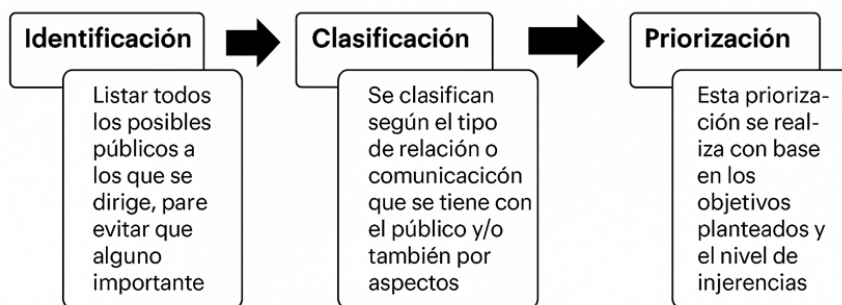 Identificación
Listar todos
los posibles
públicos a
los que se
dirige, pare
evitar que
alguno
importante
Clasificación
Se clasifican
según el tipo
de relación o
comunicacicón
que se tiene con
el público y/o
también por
aspectos
Priorización
Esta prioriza-
ción se real-
iza con base
en los
objetivos
planteados y
el nivel de
injerencias